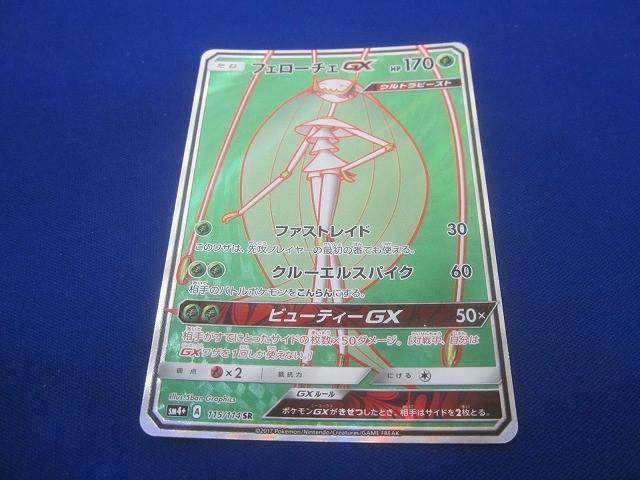 たね フェローチェGX HP 170
ウルトラビースト
ファストレイド 30
このワザは、先攻プレイヤーの最初の番でも使える。
クルーエルスパイク 60
相手のバトルポケモンをこんらんにする。
ビューティーGX 50×
相手がすでにとったサイドの枚数×50ダメージ。[対戦中、自分は
GXワザを1回しか使えない。]
弱点 ×2 抵抗力 にげる
GXルール
ポケモンGXがきぜつしたとき、相手はサイドを2枚とる。
Illus.5ban Graphics
SM4+ A 115/114 SR
©2017 Pokémon/Nintendo/Creatures/GAME FREAK.